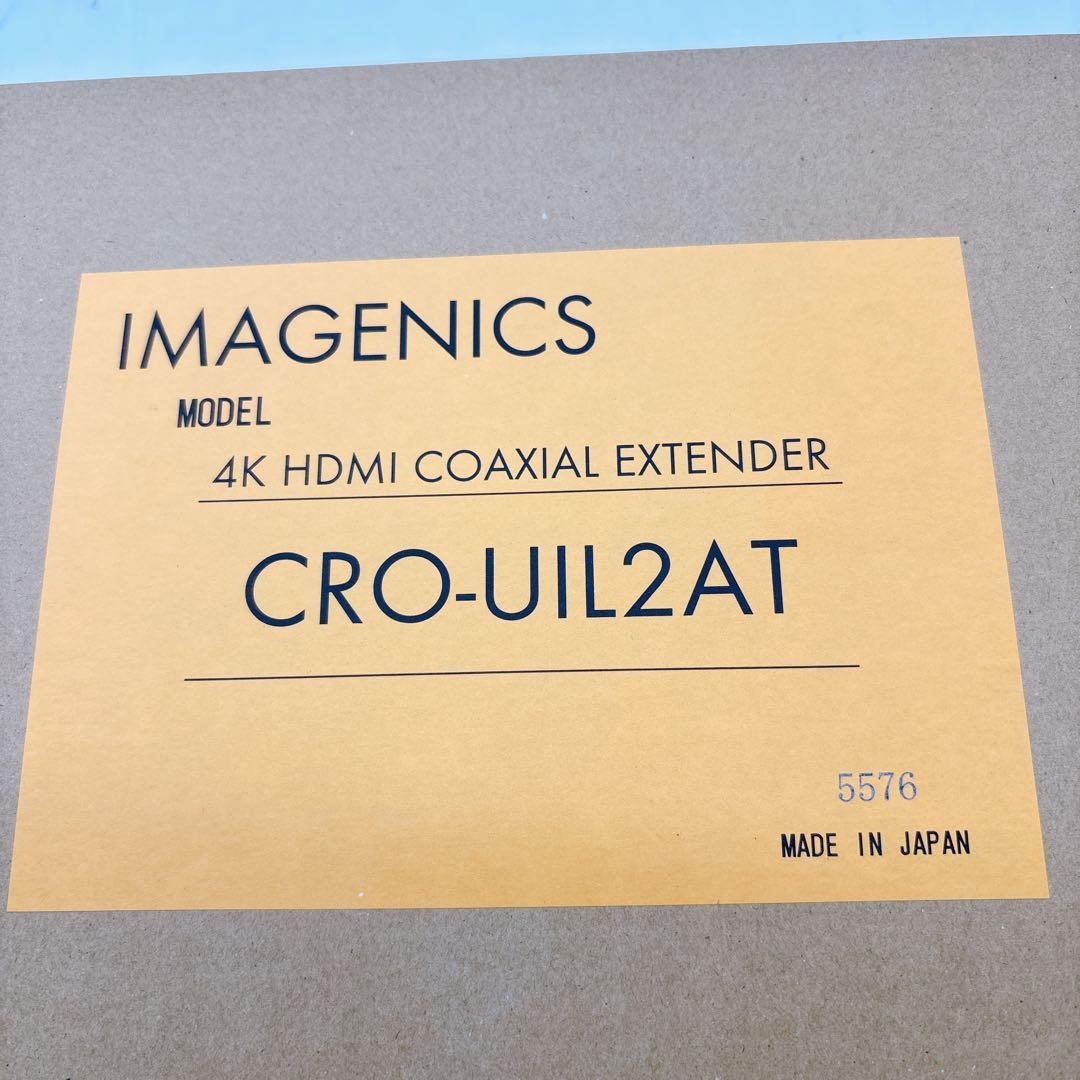 IMAGENICS
MODEL
4K HDMI COAXIAL EXTENDER
CRO-UIL2AT
5576
MADE IN JAPAN